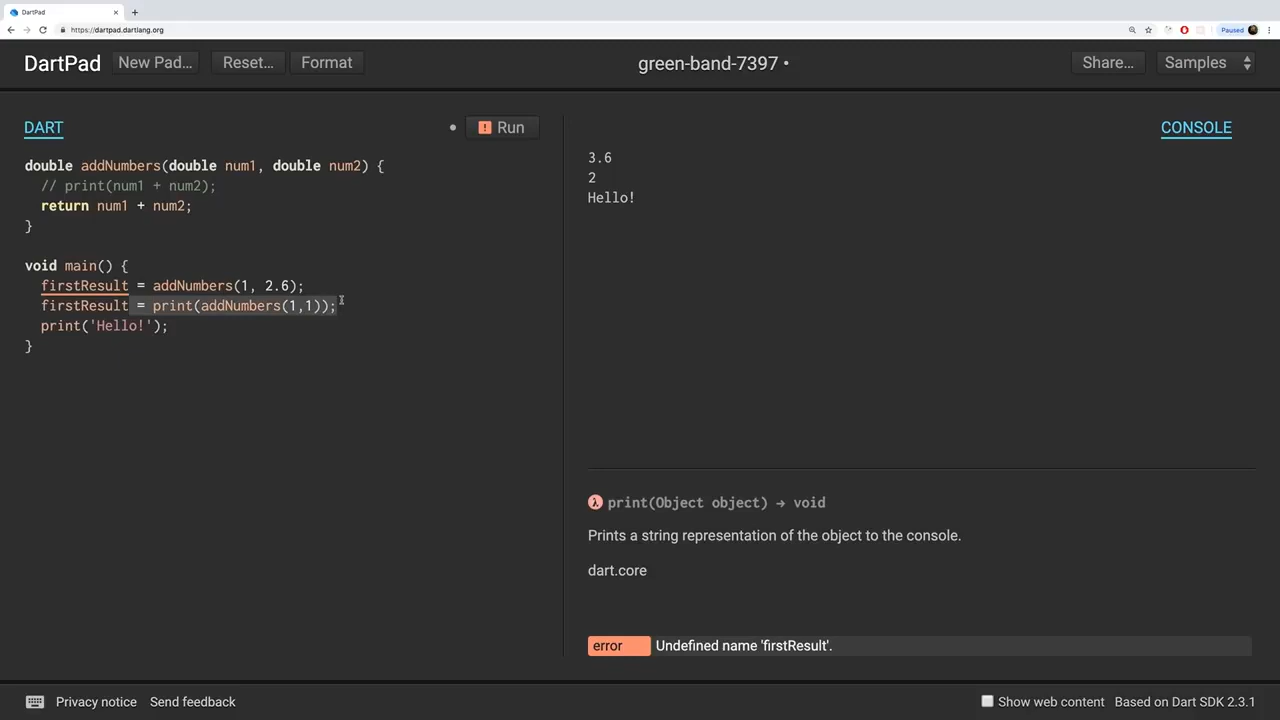 DartPad
https://dartpad.dartlang.org
Paused
DartPad
New Pad...
Reset...
Format
green-band-7397 •
Share...
Samples
DART
Run
CONSOLE
double addNumbers(double num1, double num2) {
// print(num1 + num2);
return num1 + num2;
}
void main() {
firstResult = addNumbers(1, 2.6);
firstResult = print(addNumbers(1,1));
print('Hello!');
}
3.6
2
Hello!
print(Object object) → void
Prints a string representation of the object to the console.
dart.core
error Undefined name 'firstResult'.
Privacy notice
Send feedback
Show web content
Based on Dart SDK 2.3.1